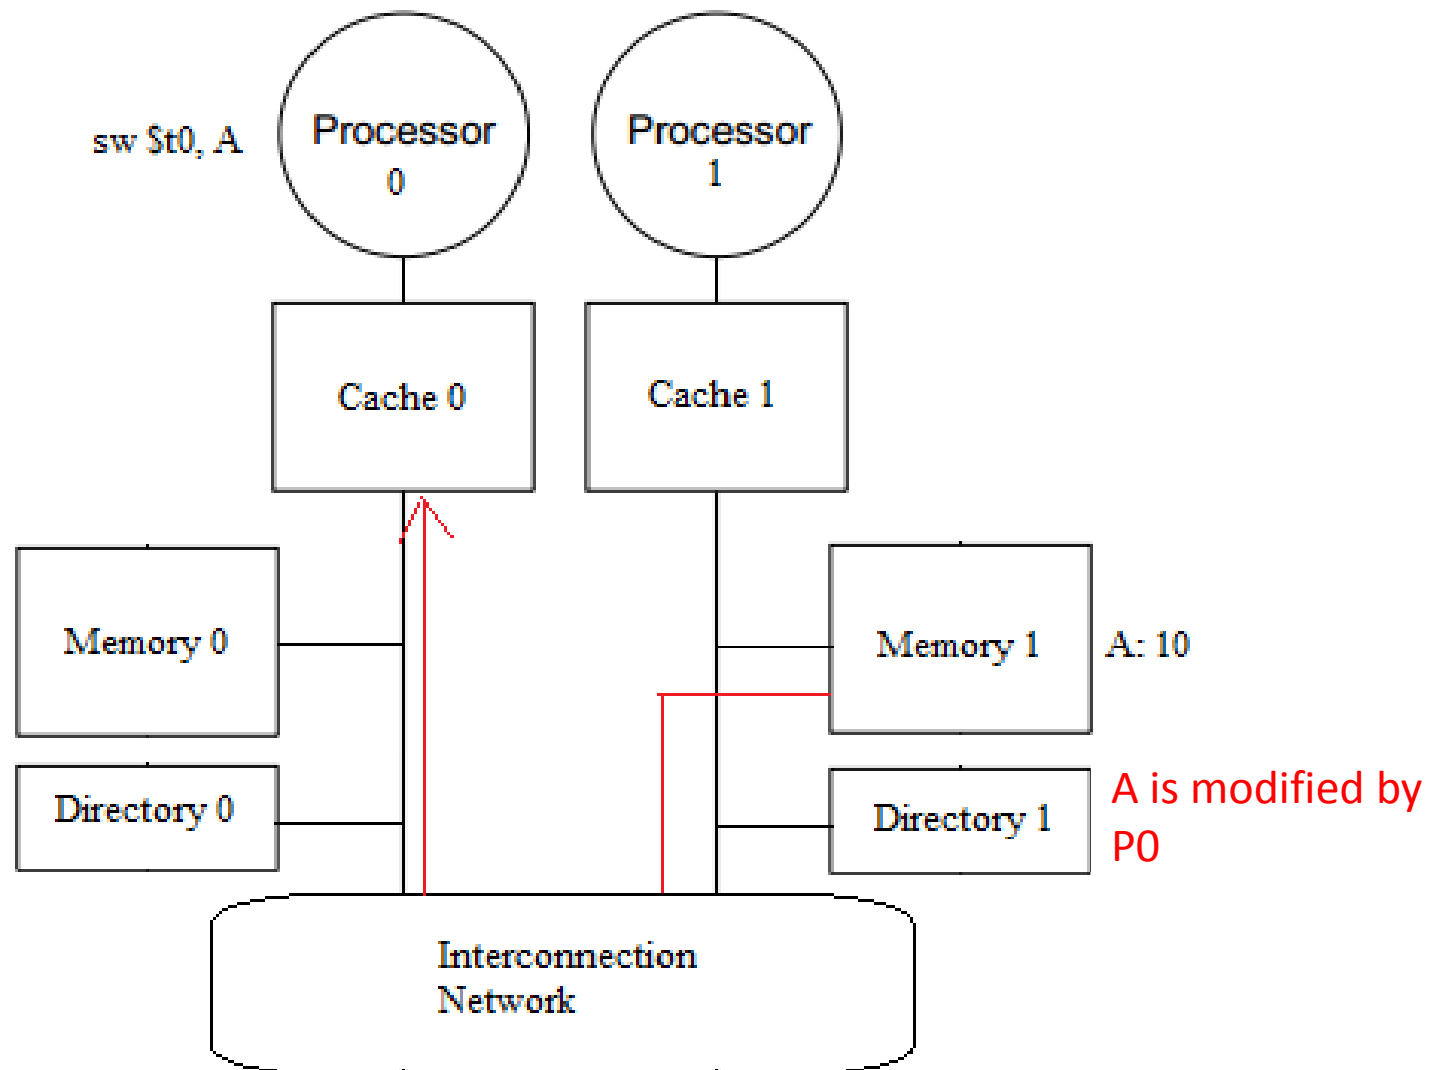 sw $t0, A
Processor
0
Processor
1
Cache 0
Cache 1
Memory 0
Memory 1
A: 10
Directory 0
Directory 1
A is modified by
P0
Interconnection
Network